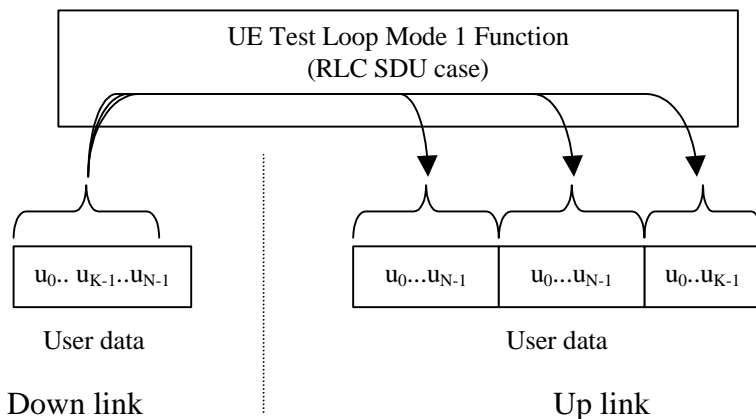 UE Test Loop Mode 1 Function
(RLC SDU case)
u0.. uK-1..uN-1
u0...uN-1
u0...uN-1
u0..uK-1
User data
User data
Down link
Up link